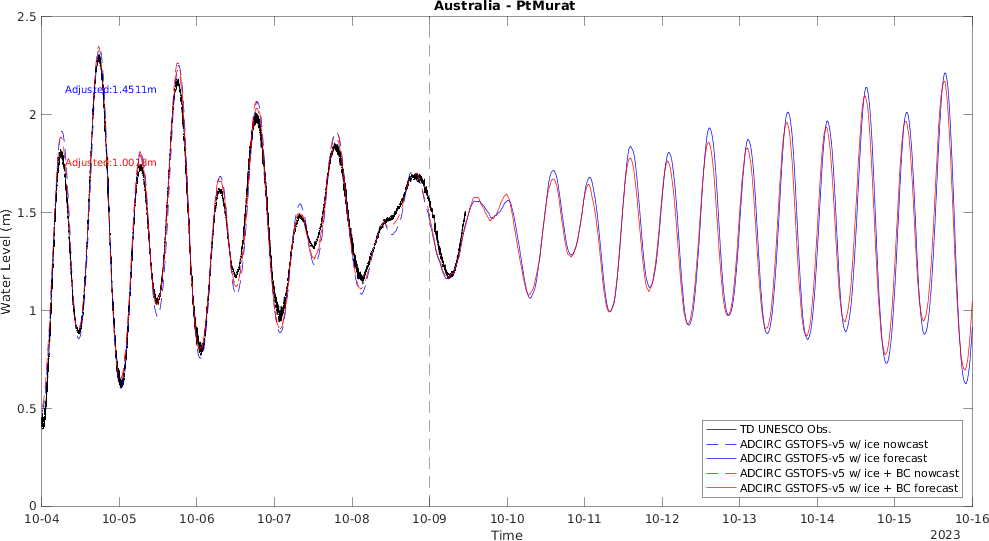 Australia - PtMurat
Water Level (m)
2.5
2
1.5
1
0.5
0
Adjusted:1.4511m
Adjusted:1.0018m
TD UNESCO Obs.
ADCIRC GSTOFS-v5 w/ ice nowcast
ADCIRC GSTOFS-v5 w/ ice forecast
ADCIRC GSTOFS-v5 w/ ice + BC nowcast
ADCIRC GSTOFS-v5 w/ ice + BC forecast
10-04 10-05 10-06 10-07 10-08 10-09 10-10 10-11 10-12 10-13 10-14 10-15 10-16
Time
2023